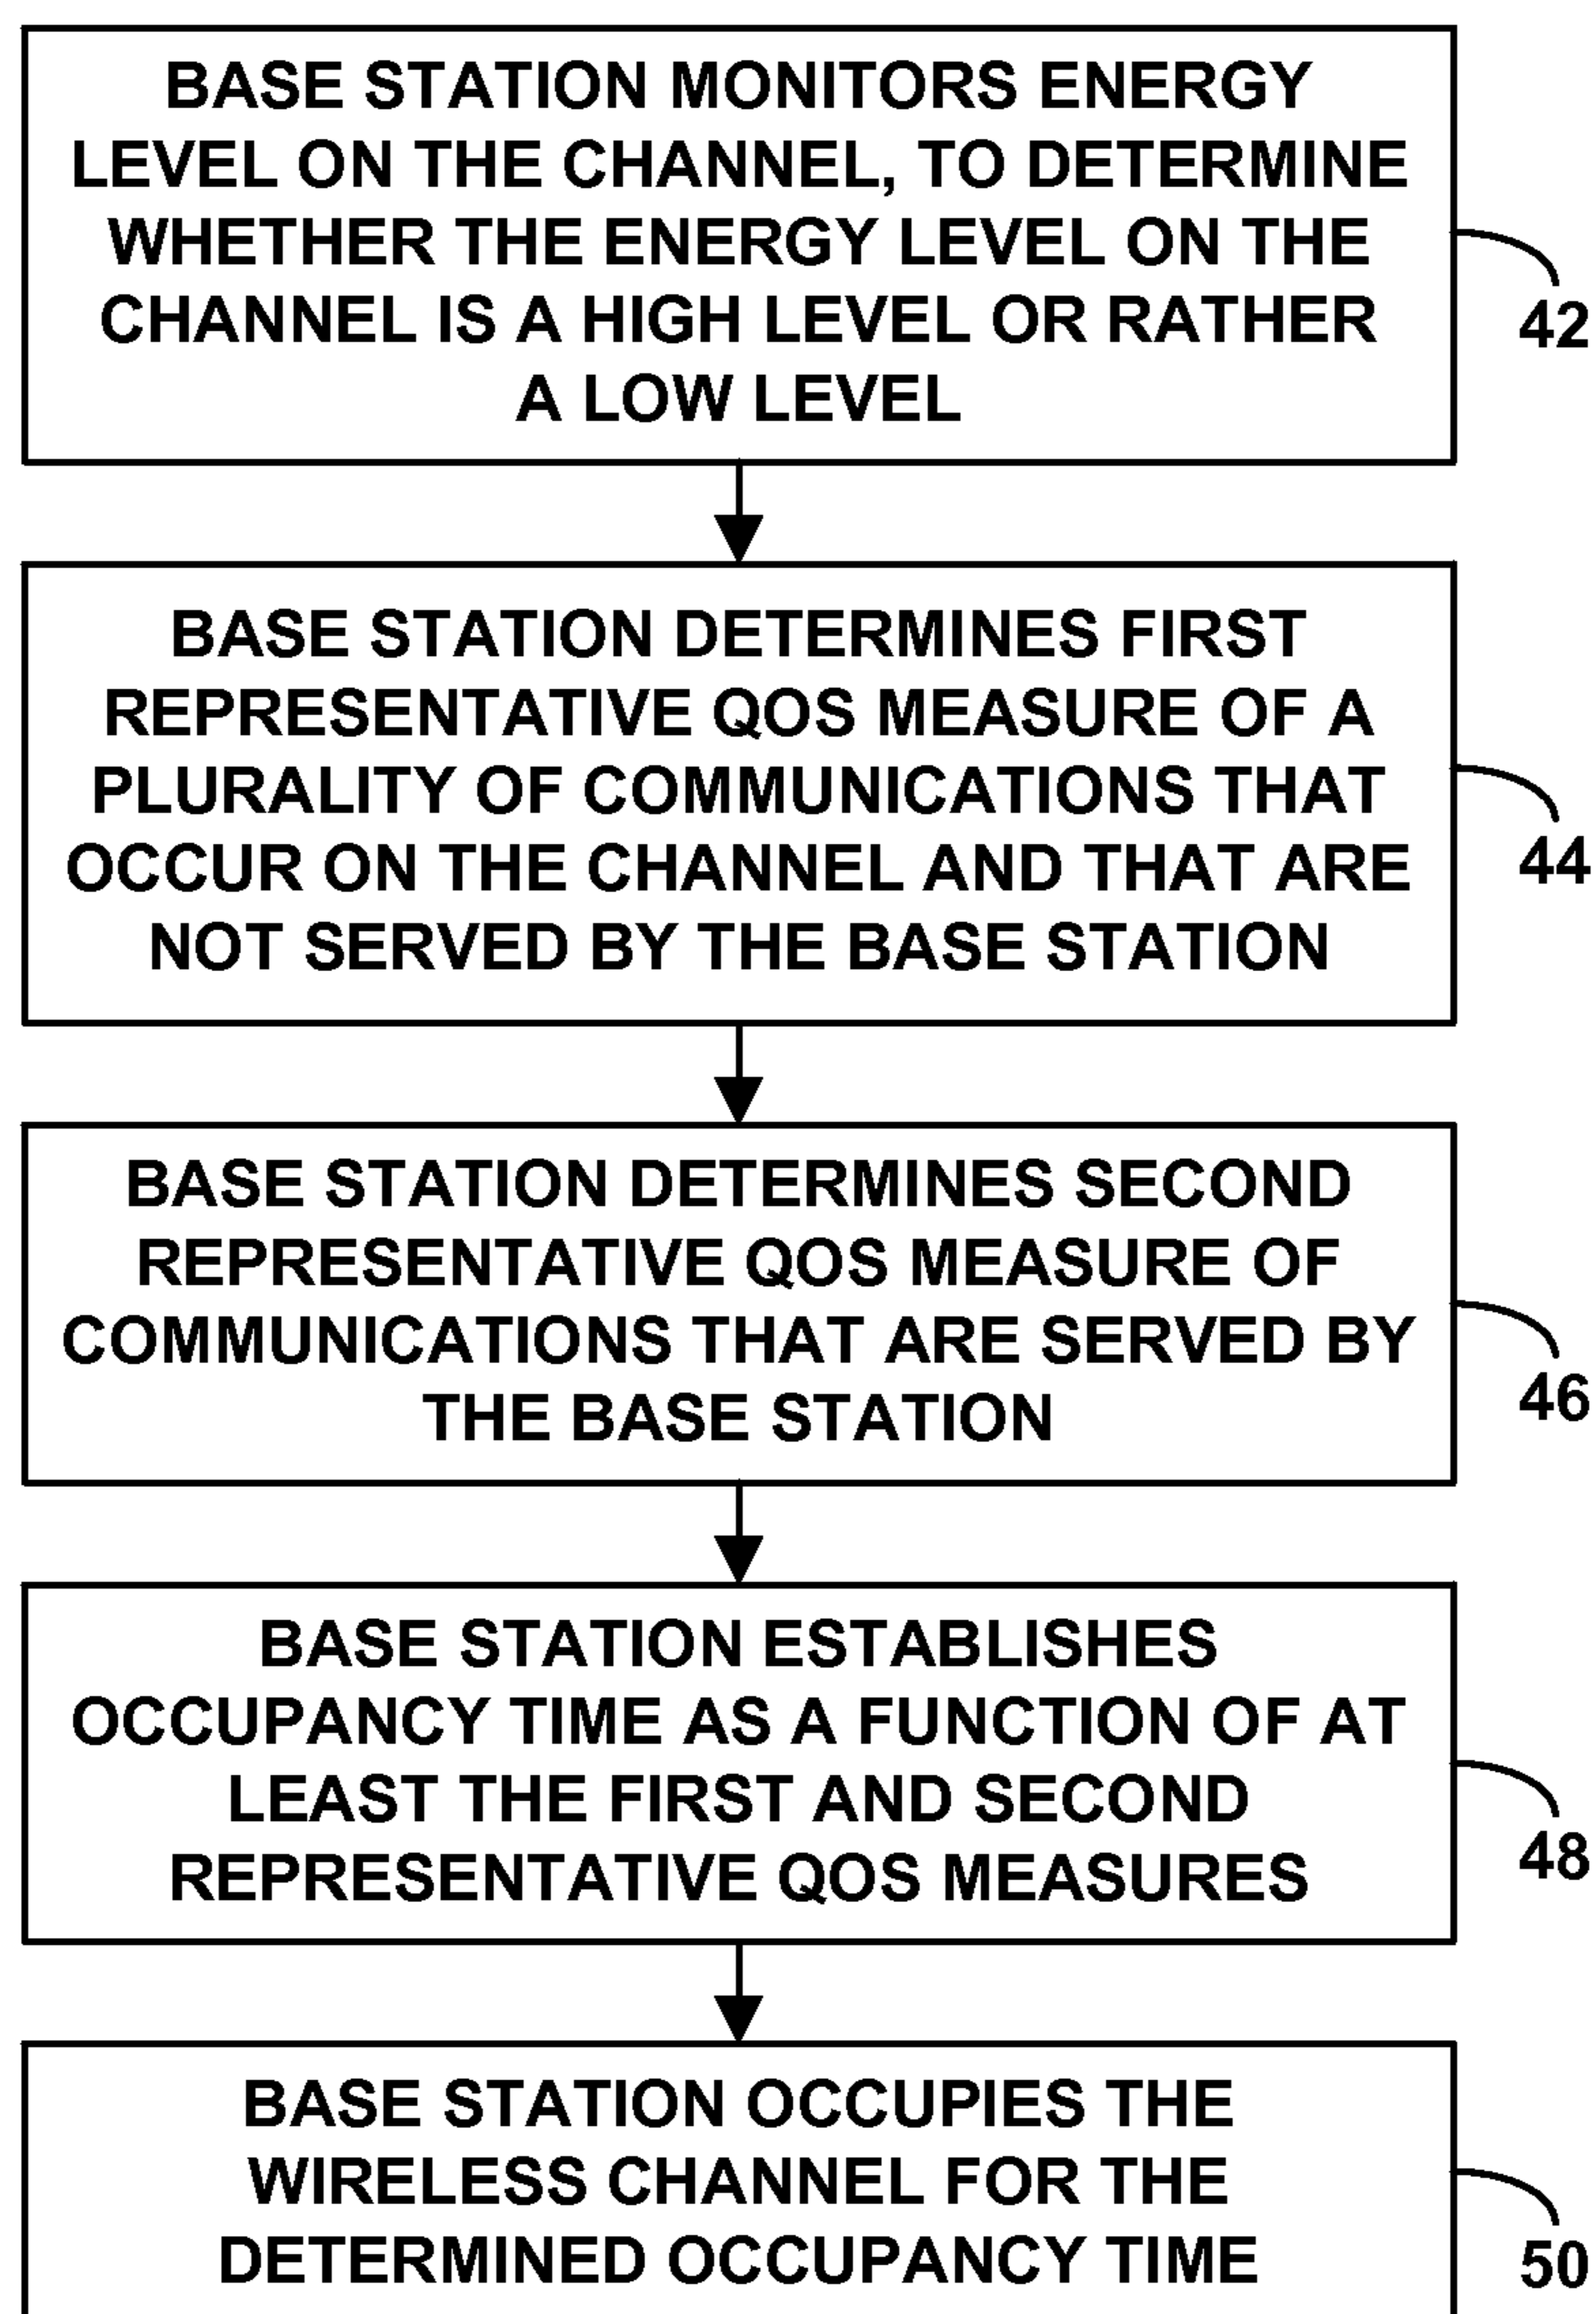 BASE STATION MONITORS ENERGY
LEVEL ON THE CHANNEL, TO DETERMINE
WHETHER THE ENERGY LEVEL ON THE
CHANNEL IS A HIGH LEVEL OR RATHER
A LOW LEVEL
42
BASE STATION DETERMINES FIRST
REPRESENTATIVE QOS MEASURE OF A
PLURALITY OF COMMUNICATIONS THAT
OCCUR ON THE CHANNEL AND THAT ARE
NOT SERVED BY THE BASE STATION
44
BASE STATION DETERMINES SECOND
REPRESENTATIVE QOS MEASURE OF
COMMUNICATIONS THAT ARE SERVED BY
THE BASE STATION
46
BASE STATION ESTABLISHES
OCCUPANCY TIME AS A FUNCTION OF AT
LEAST THE FIRST AND SECOND
REPRESENTATIVE QOS MEASURES
48
BASE STATION OCCUPIES THE
WIRELESS CHANNEL FOR THE
DETERMINED OCCUPANCY TIME
50